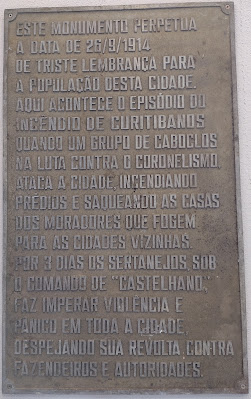 ESTE MONUMENTO PERPETUA
A DATA DE 26/9/1914
DE TRISTE LEMBRANÇA PARA
A POPULAÇÃO DESTA CIDADE.
AQUI ACONTECE O EPISÓDIO DO
INCÊNDIO DE CURITIBANOS
QUANDO UM GRUPO DE CABOCLOS
NA LUTA CONTRA O CORONELISMO,
ATACA A CIDADE, INCENDIANDO
PRÉDIOS E SAQUEANDO AS CASAS
DOS MORADORES QUE FOGEM
PARA AS CIDADES VIZINHAS.
POR 3 DIAS OS SERTANEJOS, SOB
O COMANDO DE "CASTELHANO,"
FAZ IMPERAR VIOLÊNCIA E
PÂNICO EM TODA A CIDADE,
DESPEJANDO SUA REVOLTA, CONTRA
FAZENDEIROS E AUTORIDADES.